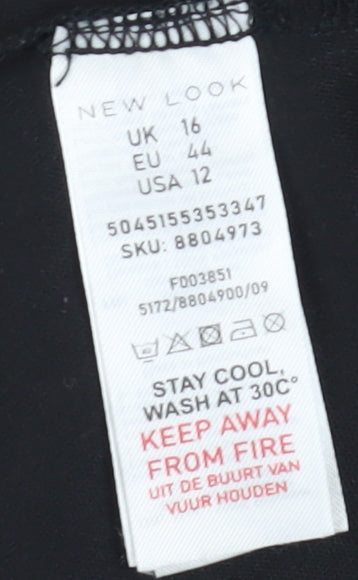 NEW LOOK
UK 16
EU 44
USA 12
5045155353347
SKU: 8804973
F003851
5172/8804900/09
STAY COOL,
WASH AT 30C°
KEEP AWAY
FROM FIRE
UIT DE BUURT VAN
VUUR HOUDEN